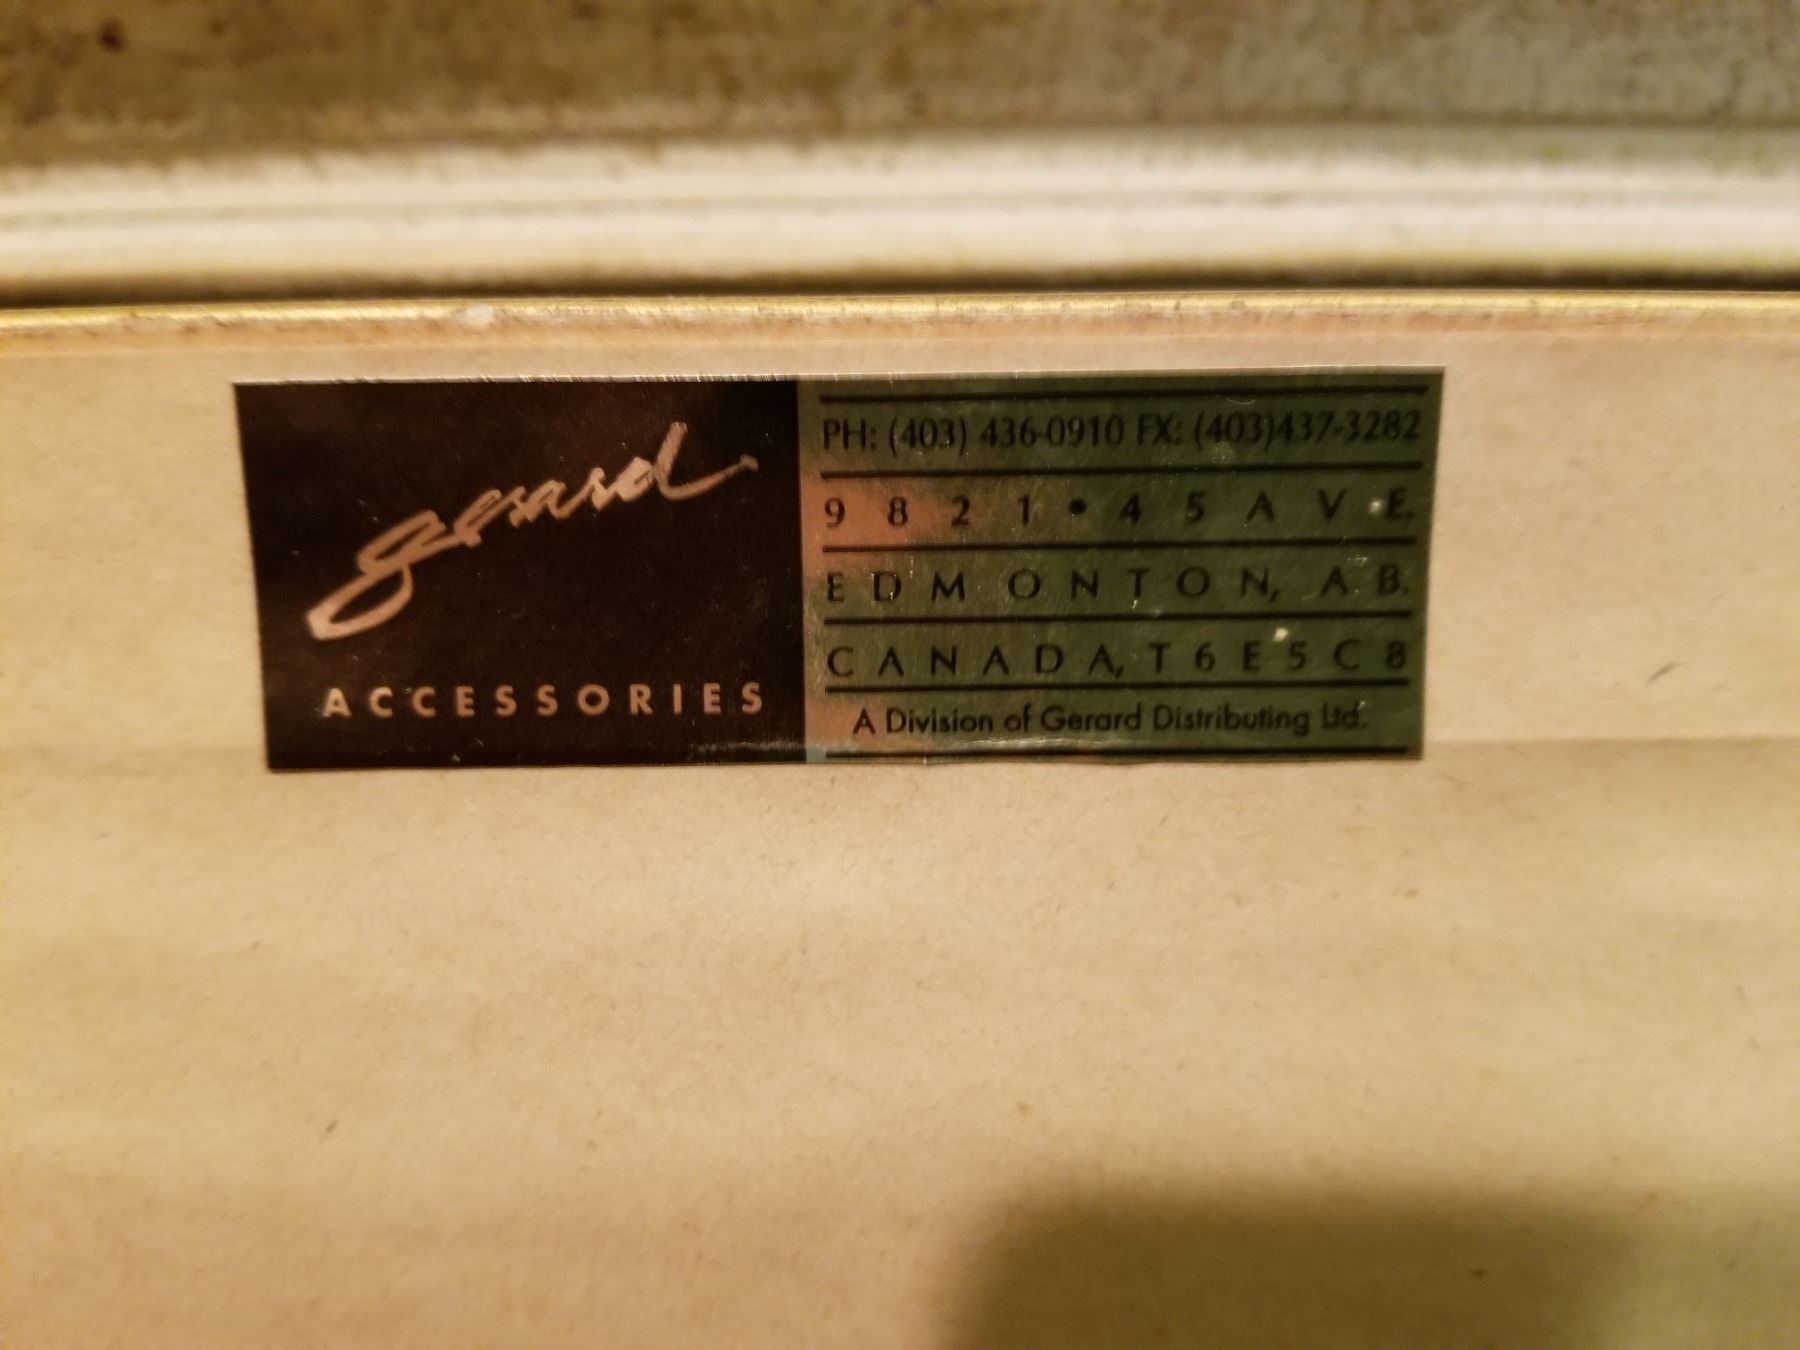 gerard
ACCESSORIES
PH: (403) 436-0910 FX: (403)437-3282
9821•45AVE.
EDMONTON, AB.
CANADA, T6E5C8
A Division of Gerard Distributing Ltd.